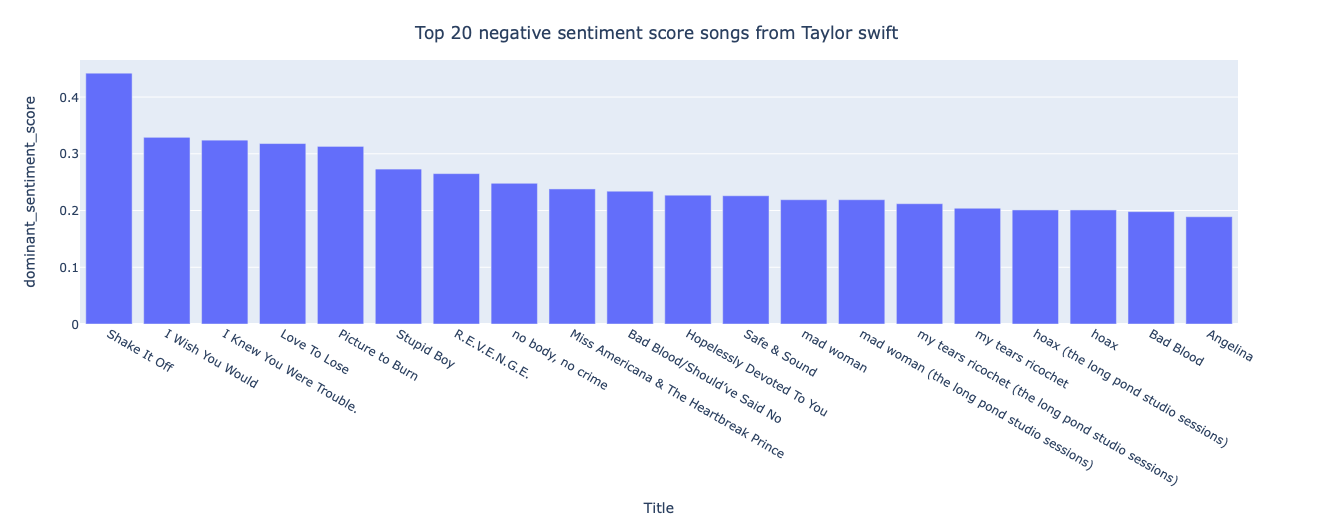 Top 20 negative sentiment score songs from Taylor swift
dominant_sentiment_score
0.4
0.3
0.2
0.1
0
Shake It Off
I Wish You Would
I Knew You Were Trouble.
Love To Lose
Picture to Burn
Stupid Boy
R.E.V.E.N.G.E.
no body, no crime
Miss Americana & The Heartbreak Prince
Bad Blood/Should've Said No
Hopelessly Devoted To You
Safe & Sound
mad woman
mad woman (the long pond studio sessions)
my tears ricochet (the long pond studio sessions)
my tears ricochet
hoax (the long pond studio sessions)
hoax
Bad Blood
Angelina
Title